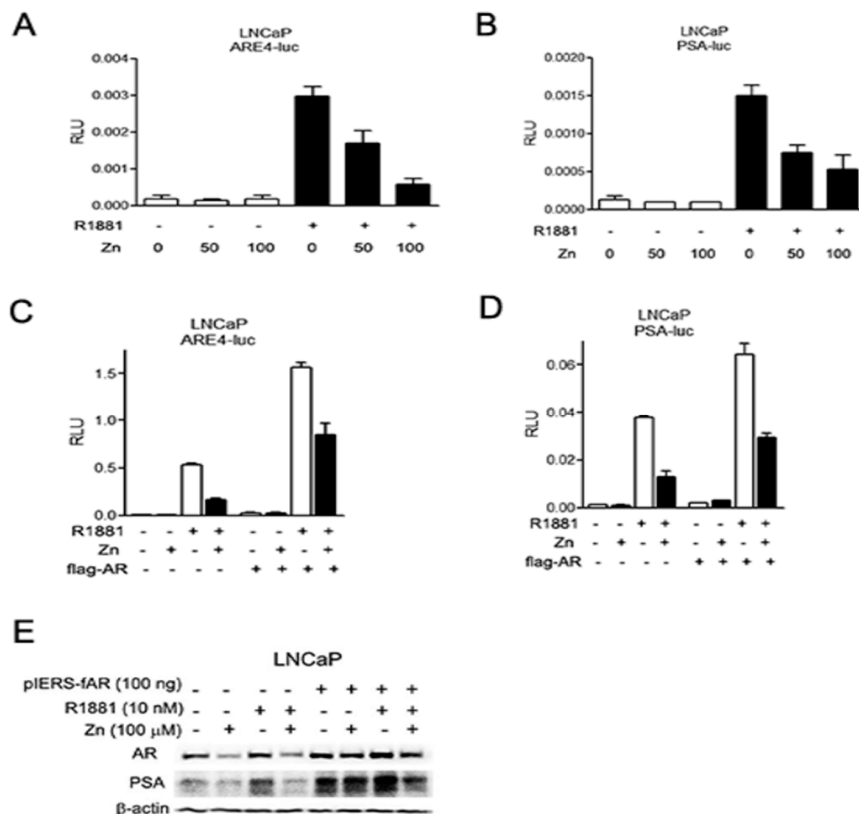 A
LNCaP
ARE4-luc
RLU
0.004
0.003
0.002
0.001
0.000
R1881 - - - + + +
Zn 0 50 100 0 50 100
B
LNCaP
PSA-luc
RLU
0.0020
0.0015
0.0010
0.0005
0.0000
R1881 - - - + + +
Zn 0 50 100 0 50 100
C
LNCaP
ARE4-luc
RLU
1.5
1.0
0.5
0.0
R1881 - - + + - - + +
Zn - + - + - + - +
flag-AR - - - - + + + +
D
LNCaP
PSA-luc
RLU
0.06
0.04
0.02
0.00
R1881 - - + + - - + +
Zn - + - + - + - +
flag-AR - - - - + + + +
E
LNCaP
pIERS-fAR (100 ng) - - - - + + + +
R1881 (10 nM) - - + + - - + +
Zn (100 μM) - + - + - + - +
AR
PSA
β-actin